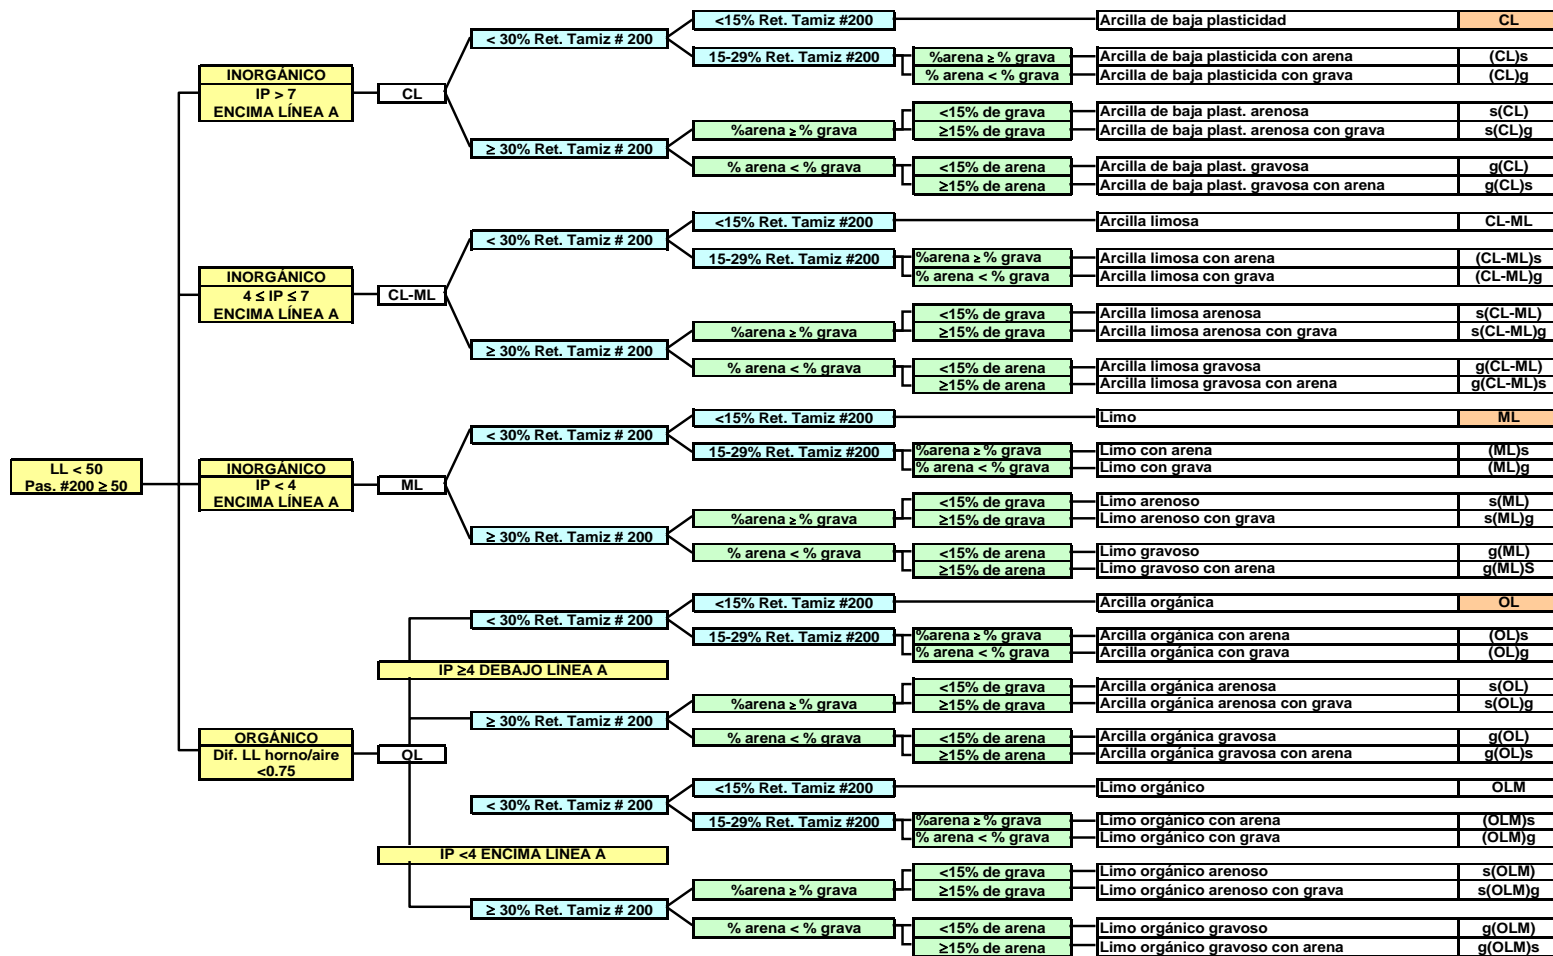 <15% Ret. Tamiz #200 Arcilla de baja plasticidad CL
< 30% Ret. Tamiz # 200
15-29% Ret. Tamiz #200 %arena ≥ % grava Arcilla de baja plasticida con arena (CL)s
% arena < % grava Arcilla de baja plasticida con grava (CL)g
INORGÁNICO
IP > 7
ENCIMA LÍNEA A
CL
<15% de grava Arcilla de baja plast. arenosa s(CL)
%arena ≥ % grava ≥15% de grava Arcilla de baja plast. arenosa con grava s(CL)g
≥ 30% Ret. Tamiz # 200
% arena < % grava <15% de arena Arcilla de baja plast. gravosa g(CL)
≥15% de arena Arcilla de baja plast. gravosa con arena g(CL)s
<15% Ret. Tamiz #200 Arcilla limosa CL-ML
< 30% Ret. Tamiz # 200
15-29% Ret. Tamiz #200 %arena ≥ % grava Arcilla limosa con arena (CL-ML)s
% arena < % grava Arcilla limosa con grava (CL-ML)g
INORGÁNICO
4 ≤ IP ≤ 7
ENCIMA LÍNEA A
CL-ML
<15% de grava Arcilla limosa arenosa s(CL-ML)
%arena ≥ % grava ≥15% de grava Arcilla limosa arenosa con grava s(CL-ML)g
≥ 30% Ret. Tamiz # 200
% arena < % grava <15% de arena Arcilla limosa gravosa g(CL-ML)
≥15% de arena Arcilla limosa gravosa con arena g(CL-ML)s
<15% Ret. Tamiz #200 Limo ML
< 30% Ret. Tamiz # 200
15-29% Ret. Tamiz #200 %arena ≥ % grava Limo con arena (ML)s
% arena < % grava Limo con grava (ML)g
LL < 50
Pas. #200 ≥ 50
INORGÁNICO
IP < 4
ENCIMA LÍNEA A
ML
<15% de grava Limo arenoso s(ML)
%arena ≥ % grava ≥15% de grava Limo arenoso con grava s(ML)g
≥ 30% Ret. Tamiz # 200
% arena < % grava <15% de arena Limo gravoso g(ML)
≥15% de arena Limo gravoso con arena g(ML)S
<15% Ret. Tamiz #200 Arcilla orgánica OL
< 30% Ret. Tamiz # 200
15-29% Ret. Tamiz #200 %arena ≥ % grava Arcilla orgánica con arena (OL)s
% arena < % grava Arcilla orgánica con grava (OL)g
IP ≥4 DEBAJO LINEA A
<15% de grava Arcilla orgánica arenosa s(OL)
%arena ≥ % grava ≥15% de grava Arcilla orgánica arenosa con grava s(OL)g
≥ 30% Ret. Tamiz # 200
% arena < % grava <15% de arena Arcilla orgánica gravosa g(OL)
≥15% de arena Arcilla orgánica gravosa con arena g(OL)s
ORGÁNICO
Dif. LL horno/aire
<0.75
OL
<15% Ret. Tamiz #200 Limo orgánico OLM
< 30% Ret. Tamiz # 200
15-29% Ret. Tamiz #200 %arena ≥ % grava Limo orgánico con arena (OLM)s
% arena < % grava Limo orgánico con grava (OLM)g
IP <4 ENCIMA LINEA A
<15% de grava Limo orgánico arenoso s(OLM)
%arena ≥ % grava ≥15% de grava Limo orgánico arenoso con grava s(OLM)g
≥ 30% Ret. Tamiz # 200
% arena < % grava <15% de arena Limo orgánico gravoso g(OLM)
≥15% de arena Limo orgánico gravoso con arena g(OLM)s